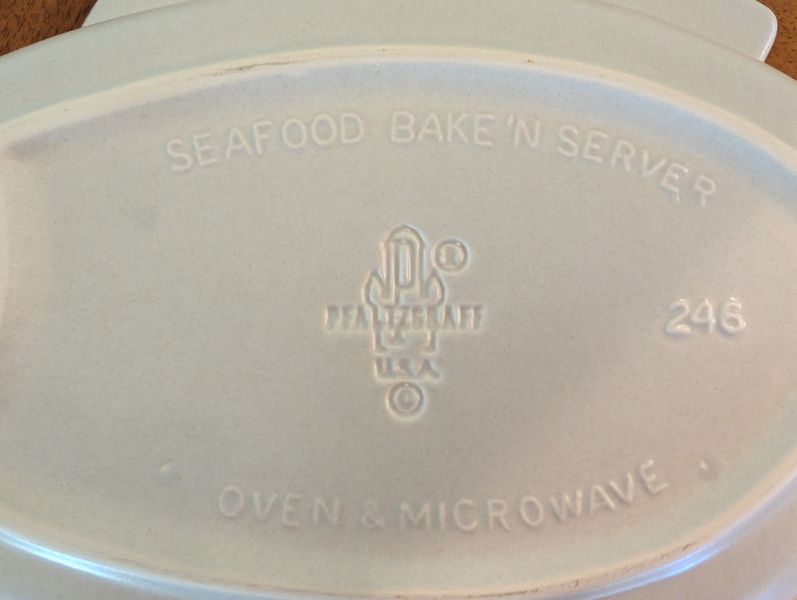 SEAFOOD BAKE'N SERVER
P ®
PFALTZGRAFF
U.S.A.
©
246
OVEN & MICROWAVE